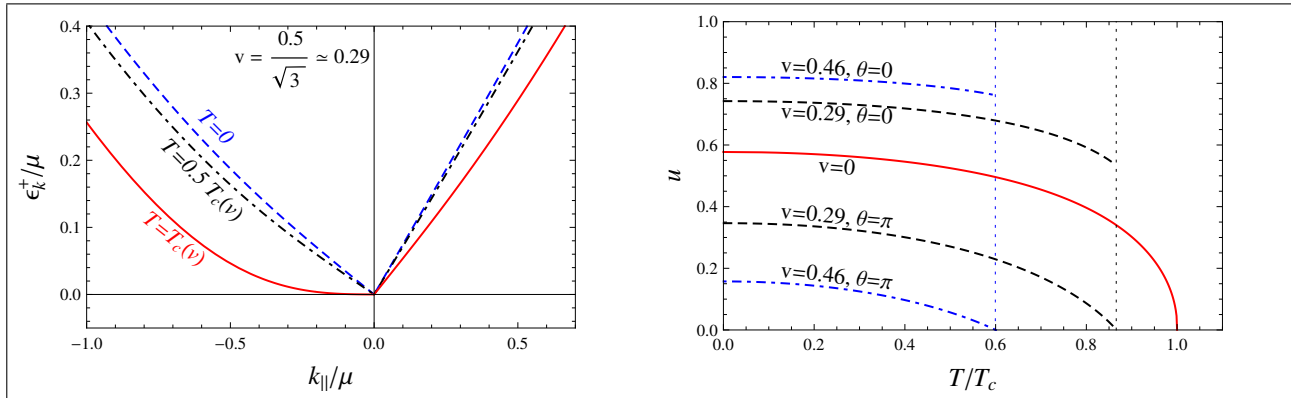 0.4
0.3
0.2
0.1
0.0
ϵ_k^+/μ
v = 0.5/√3 ≃ 0.29
T=0
T=0.5 T_c(v)
T=T_c(v)
−1.0 −0.5 0.0 0.5
k_||/μ
1.0
0.8
0.6
0.4
0.2
0.0
u
v=0.46, θ=0
v=0.29, θ=0
v=0
v=0.29, θ=π
v=0.46, θ=π
0.0 0.2 0.4 0.6 0.8 1.0
T/T_c